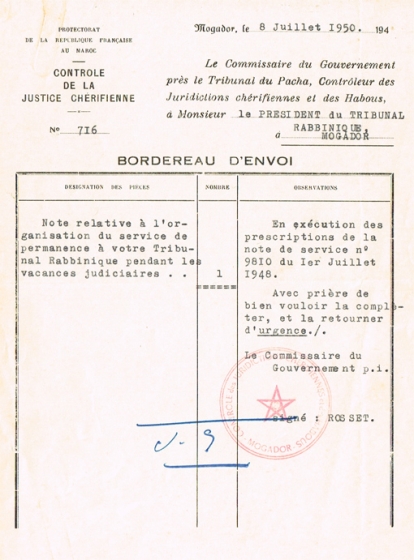 PROTECTORAT
DE LA RÉPUBLIQUE FRANÇAISE
AU MAROC
CONTROLE
DE LA
JUSTICE CHÉRIFIENNE
N° 716
Mogador, le 8 Juillet 1950. 194
Le Commissaire du Gouvernement
près le Tribunal du Pacha, Contrôleur des
Juridictions chérifiennes et des Habous,
à Monsieur le PRESIDENT du TRIBUNAL
RABBINIQUE,
à MOGADOR
BORDEREAU D'ENVOI
DÉSIGNATION DES PIÈCES
NOMBRE
OBSERVATIONS
Note relative à l'or-
ganisation du service de
permanence à votre Tribu-
nal Rabbinique pendant les
vacances judiciaires . . 1
=====
En exécution des
prescriptions de la
note de service n°
9810 du 1er Juillet
1948.
Avec prière de
bien vouloir la complé-
ter, et la retourner
d'urgence./.
Le Commissaire du
Gouvernement p.i.
signé : ROSSET.
MOGADOR